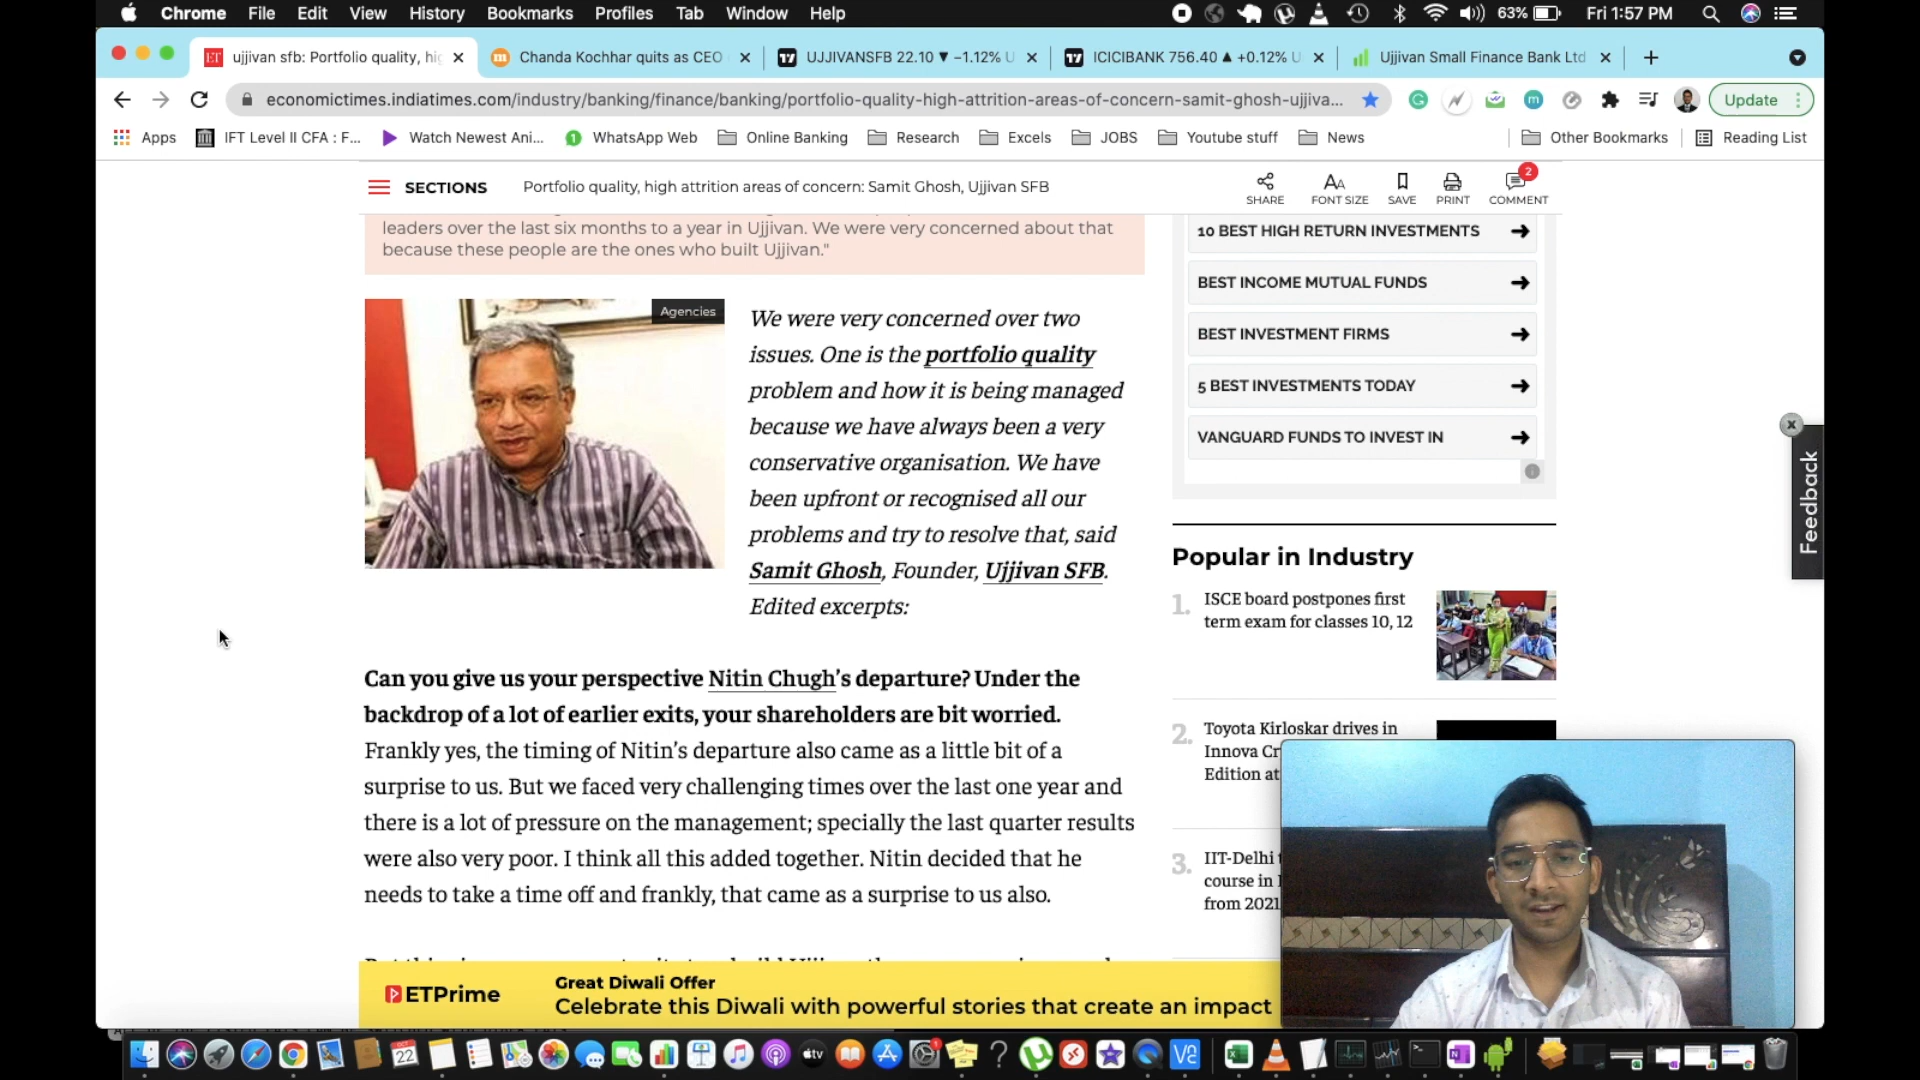 Chrome File Edit View History Bookmarks Profiles Tab Window Help 63% Fri 1:57 PM
ujjivan sfb: Portfolio quality, hig Chanda Kochhar quits as CEO UJJIVANSFB 22.10 ▼ −1.12% U ICICIBANK 756.40 ▲ +0.12% U Ujjivan Small Finance Bank Ltd
economictimes.indiatimes.com/industry/banking/finance/banking/portfolio-quality-high-attrition-areas-of-concern-samit-ghosh-ujjiva... Update
Apps IFT Level II CFA : F... Watch Newest Ani... WhatsApp Web Online Banking Research Excels JOBS Youtube stuff News Other Bookmarks Reading List
SECTIONS Portfolio quality, high attrition areas of concern: Samit Ghosh, Ujjivan SFB
SHARE FONT SIZE SAVE PRINT COMMENT 2
leaders over the last six months to a year in Ujjivan. We were very concerned about that
because these people are the ones who built Ujjivan."
Agencies
We were very concerned over two
issues. One is the portfolio quality
problem and how it is being managed
because we have always been a very
conservative organisation. We have
been upfront or recognised all our
problems and try to resolve that, said
Samit Ghosh, Founder, Ujjivan SFB.
Edited excerpts:
Can you give us your perspective Nitin Chugh's departure? Under the
backdrop of a lot of earlier exits, your shareholders are bit worried.
Frankly yes, the timing of Nitin's departure also came as a little bit of a
surprise to us. But we faced very challenging times over the last one year and
there is a lot of pressure on the management; specially the last quarter results
were also very poor. I think all this added together. Nitin decided that he
needs to take a time off and frankly, that came as a surprise to us also.
10 BEST HIGH RETURN INVESTMENTS
BEST INCOME MUTUAL FUNDS
BEST INVESTMENT FIRMS
5 BEST INVESTMENTS TODAY
VANGUARD FUNDS TO INVEST IN
Feedback
Popular in Industry
1. ISCE board postpones first
term exam for classes 10, 12
2. Toyota Kirloskar drives in
Innova Cr
Edition at
3. IIT-Delhi
course in
from 2021
ETPrime
Great Diwali Offer
Celebrate this Diwali with powerful stories that create an impact
OCT
22
tv